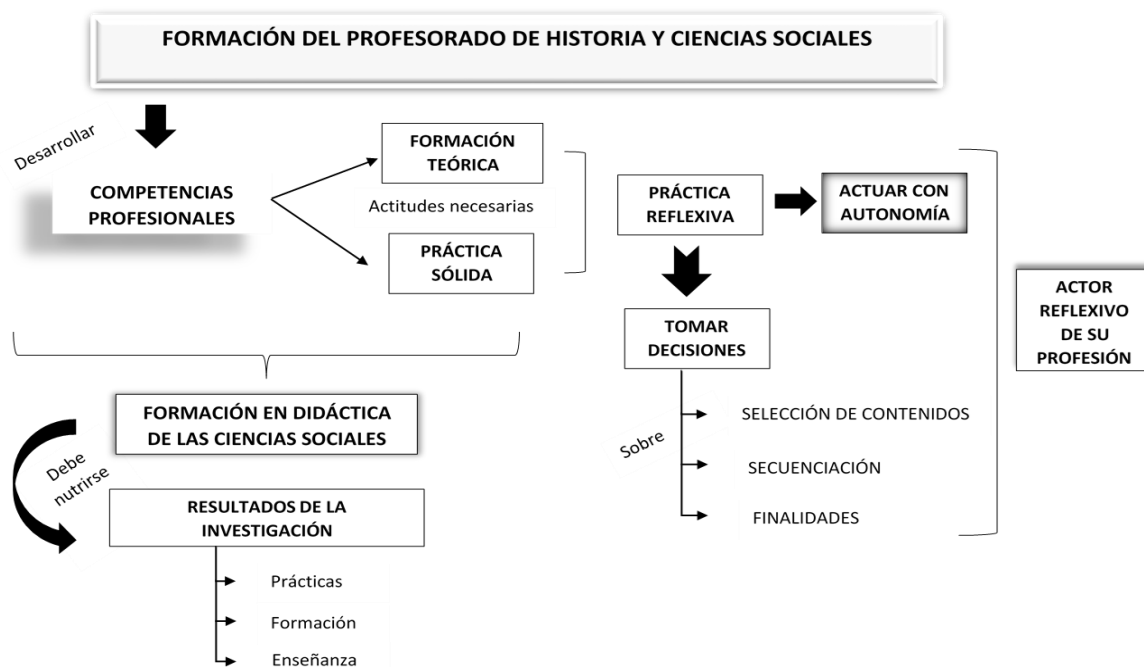 FORMACIÓN DEL PROFESORADO DE HISTORIA Y CIENCIAS SOCIALES
Desarrollar
COMPETENCIAS
PROFESIONALES
FORMACIÓN
TEÓRICA
Actitudes necesarias
PRÁCTICA
SÓLIDA
PRÁCTICA
REFLEXIVA
ACTUAR CON
AUTONOMÍA
TOMAR
DECISIONES
Sobre
SELECCIÓN DE CONTENIDOS
SECUENCIACIÓN
FINALIDADES
ACTOR
REFLEXIVO
DE SU
PROFESIÓN
FORMACIÓN EN DIDÁCTICA
DE LAS CIENCIAS SOCIALES
Debe
nutrirse
RESULTADOS DE LA
INVESTIGACIÓN
Prácticas
Formación
Enseñanza